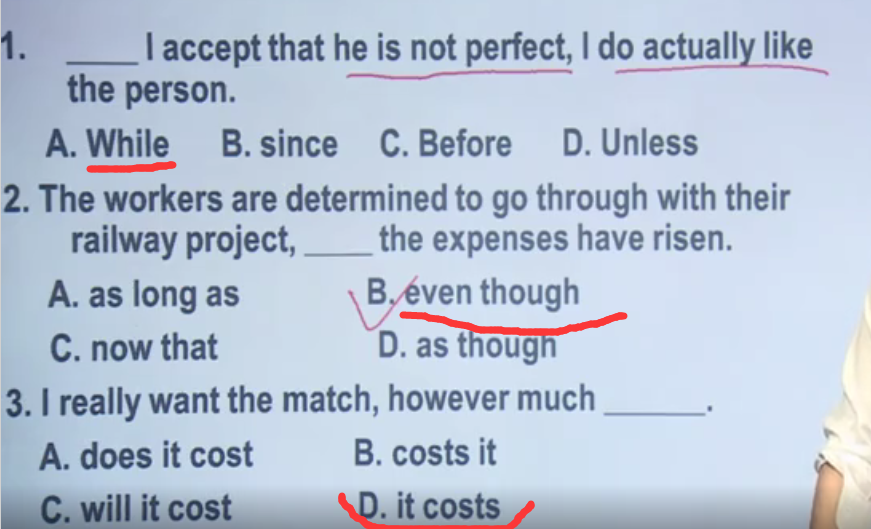 1. ____ I accept that he is not perfect, I do actually like
the person.
A. While B. since C. Before D. Unless
2. The workers are determined to go through with their
railway project, ____ the expenses have risen.
A. as long as B. even though
C. now that D. as though
3. I really want the match, however much ______.
A. does it cost B. costs it
C. will it cost D. it costs